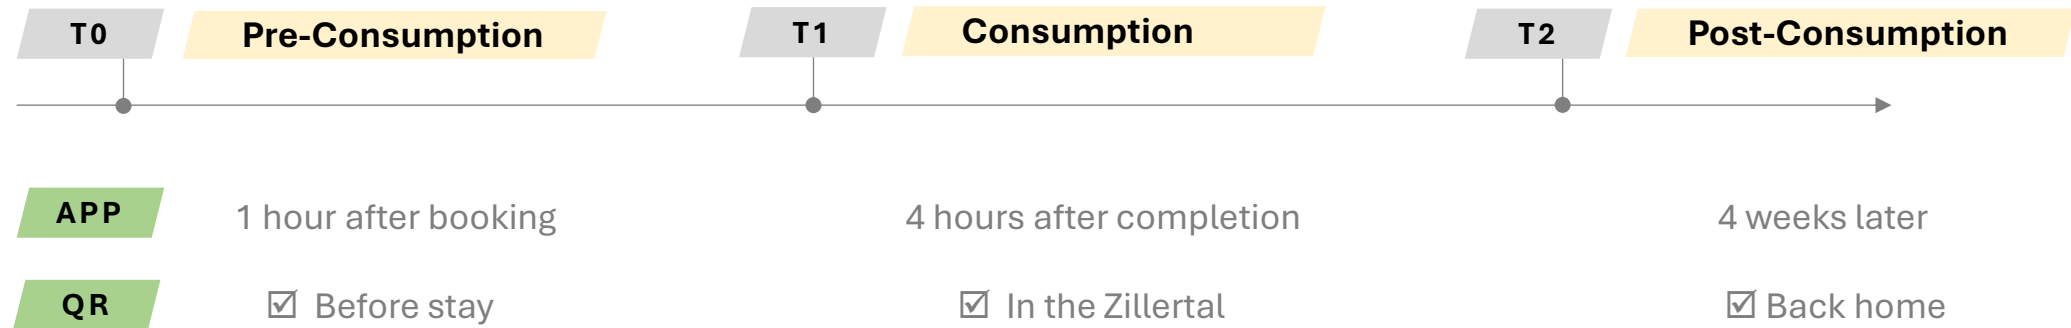 T0 Pre-Consumption T1 Consumption T2 Post-Consumption
APP 1 hour after booking 4 hours after completion 4 weeks later
QR ☑ Before stay ☑ In the Zillertal ☑ Back home